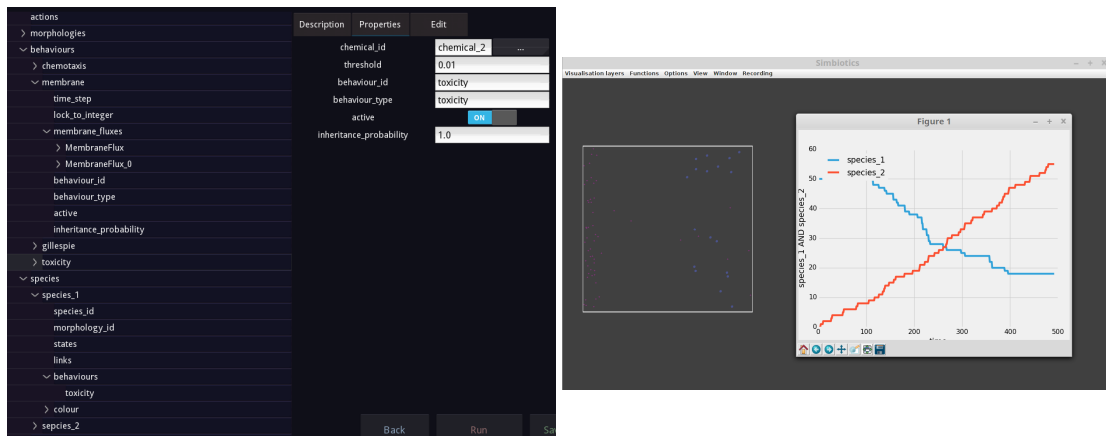 actions
morphologies
behaviours
chemotaxis
membrane
time_step
lock_to_integer
membrane_fluxes
MembraneFlux
MembraneFlux_0
behaviour_id
behaviour_type
active
inheritance_probability
gillespie
toxicity
species
species_1
species_id
morphology_id
states
links
behaviours
toxicity
colour
sepcies_2
Description Properties Edit
chemical_id chemical_2 ...
threshold 0.01
behaviour_id toxicity
behaviour_type toxicity
active ON
inheritance_probability 1.0
Back Run
Simbiotics
Visualisation layers Functions Options View Window Recording
Figure 1
species_1
species_2
species_1 AND species_2
60
50
40
30
20
10
0
0 100 200 300 400 500